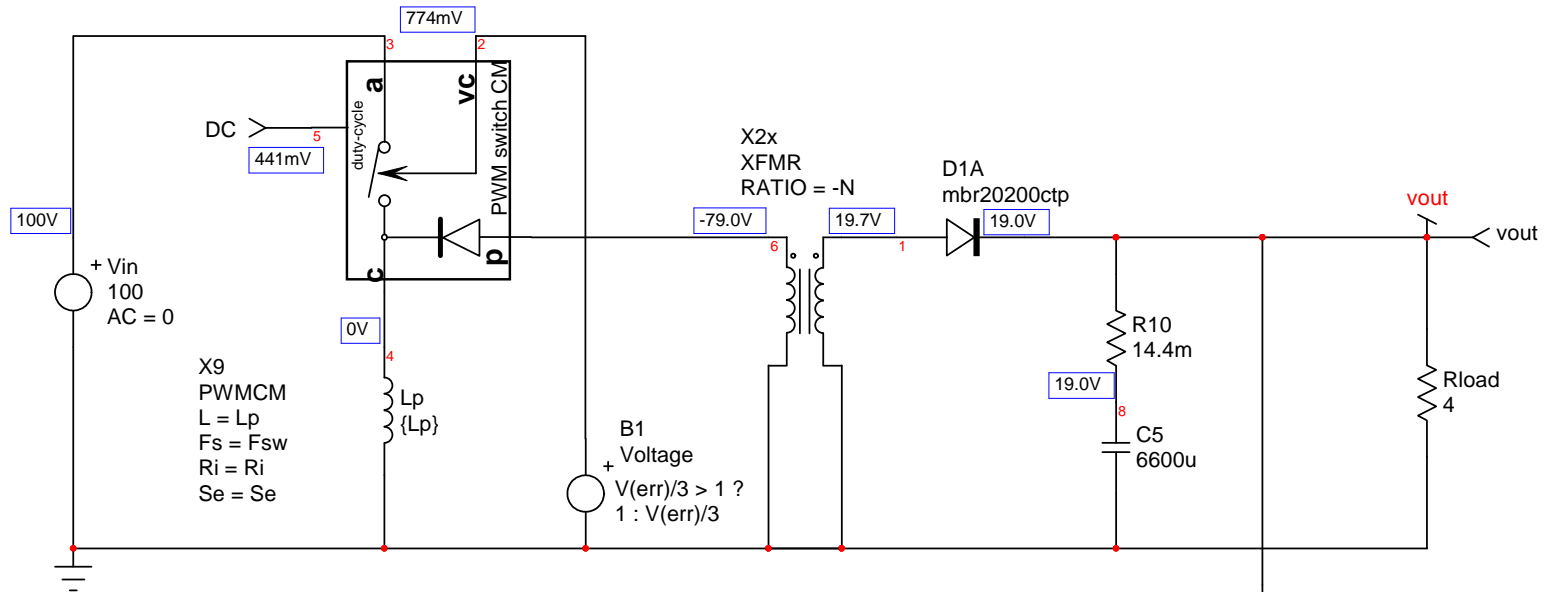 774mV
3
2
a
vc
duty-cycle
PWM switch CM
DC
5
441mV
p
c
100V
+ Vin
100
AC = 0
0V
4
X9
PWMCM
L = Lp
Fs = Fsw
Ri = Ri
Se = Se
Lp
{Lp}
B1
Voltage
+
V(err)/3 > 1 ?
1 : V(err)/3
X2x
XFMR
RATIO = -N
-79.0V
6
19.7V
1
D1A
mbr20200ctp
19.0V
vout
vout
R10
14.4m
19.0V
8
C5
6600u
Rload
4